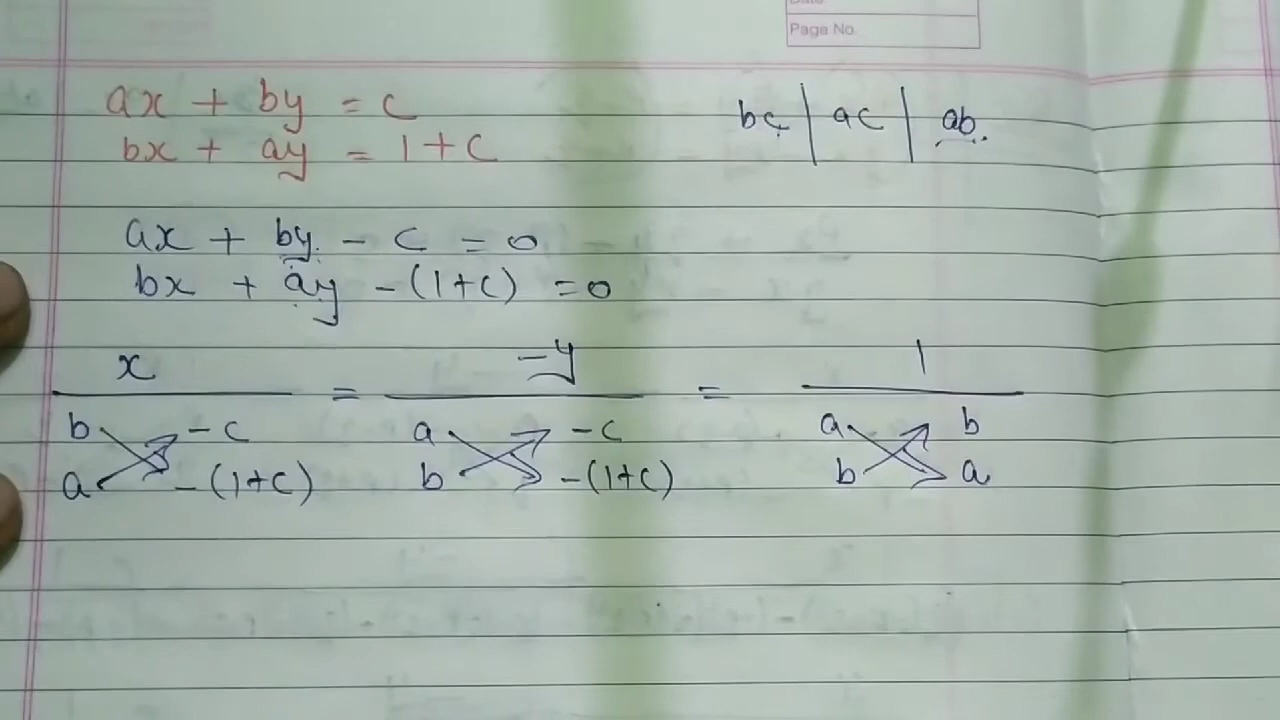 Page No.
ax + by = c
bx + ay = 1 + c
bc | ac | ab.
ax + by - c = 0
bx + ay - (1+c) = 0
x = -y = 1
b -c a -c a b
a -(1+c) b -(1+c) b a